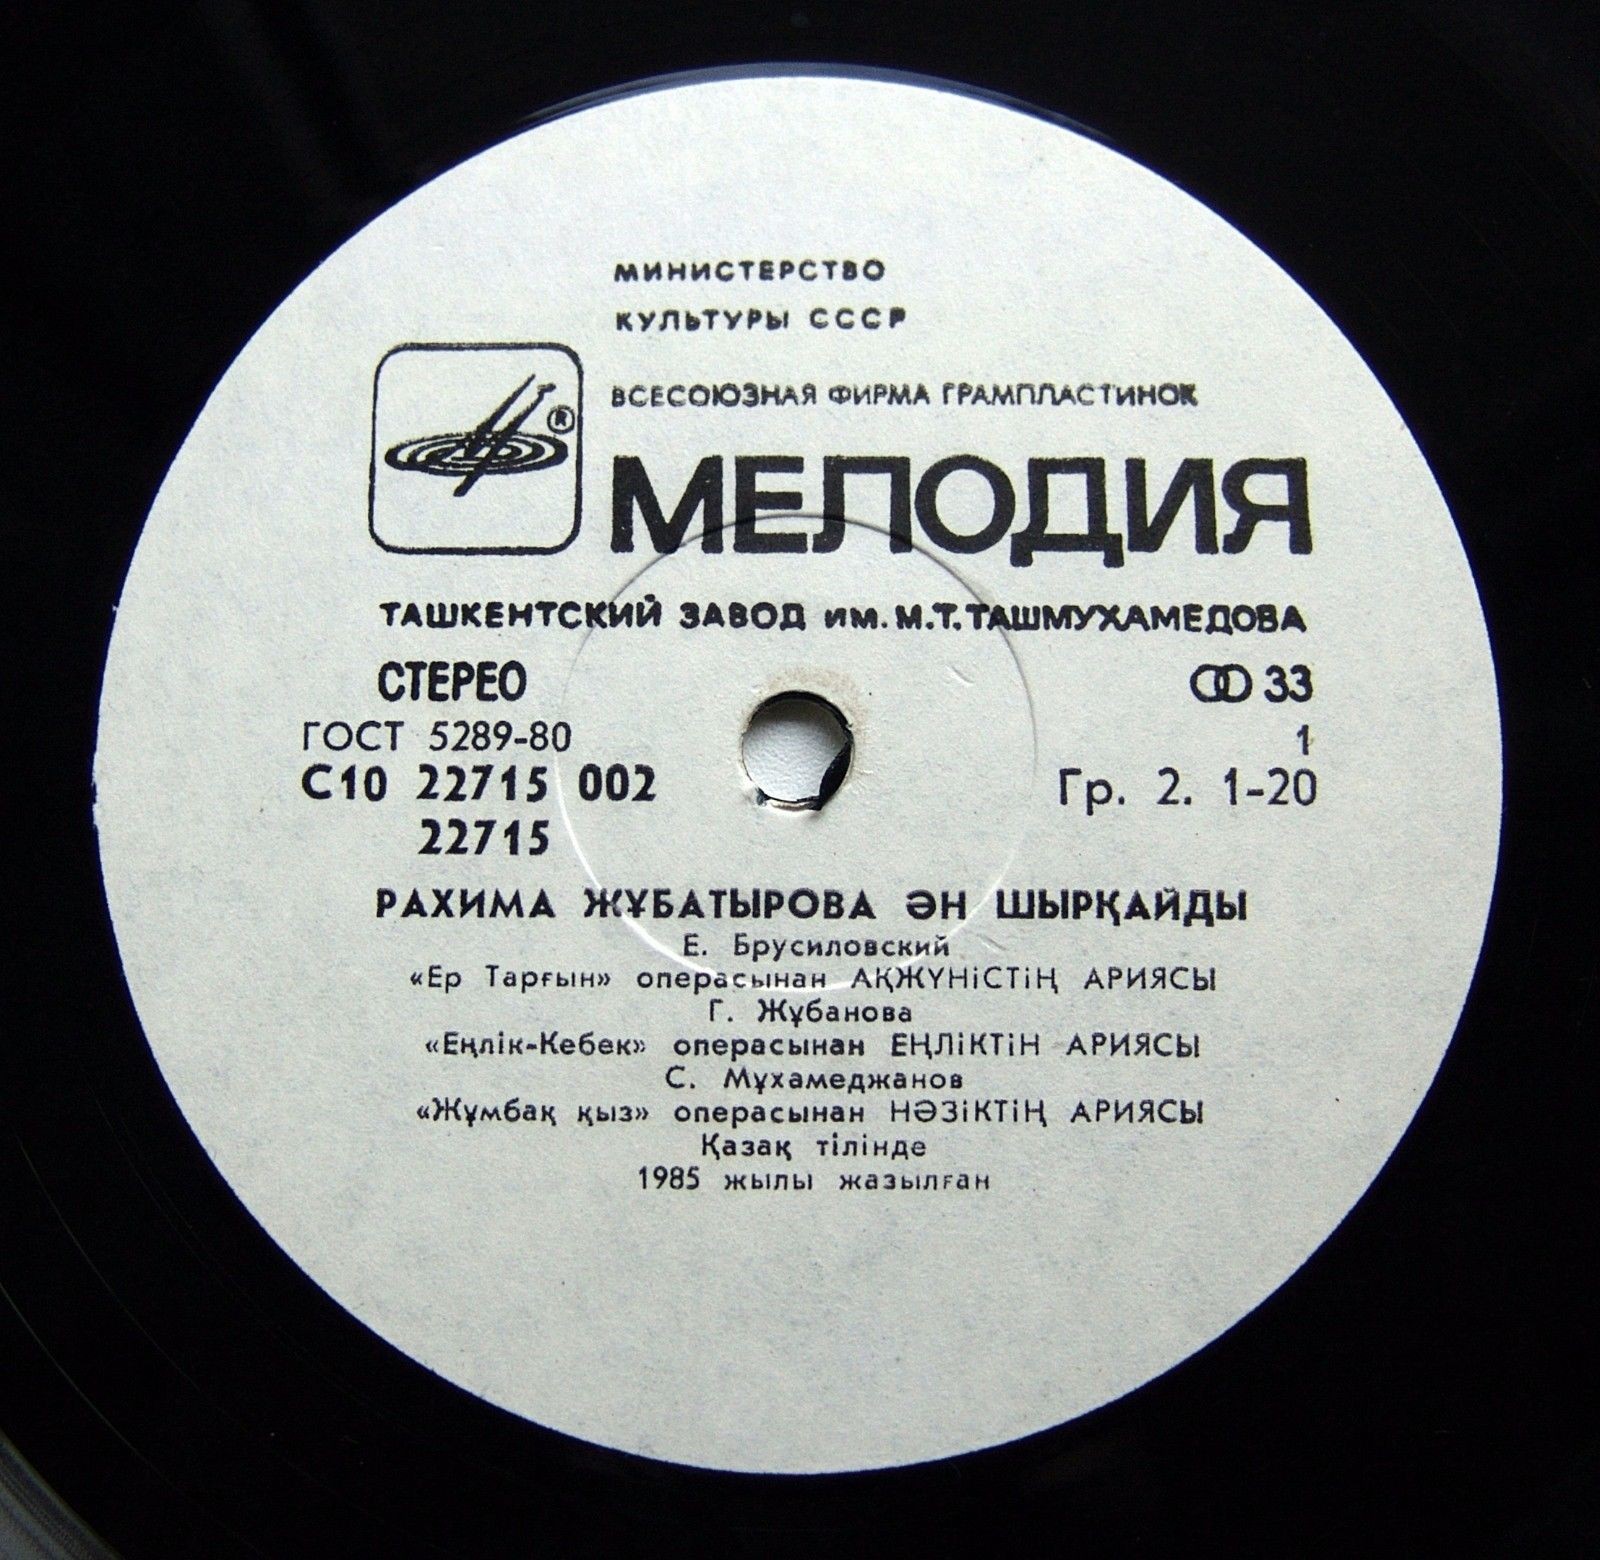 МИНИСТЕРСТВО
КУЛЬТУРЫ СССР
ВСЕСОЮЗНАЯ ФИРМА ГРАМПЛАСТИНОК
®
МЕЛОДИЯ
ТАШКЕНТСКИЙ ЗАВОД им. М.Т. ТАШМУХАМЕДОВА
СТЕРЕО 33
ГОСТ 5289-80 1
С10 22715 002 Гр. 2. 1-20
22715
РАХИМА ЖҰБАТЫРОВА ӘН ШЫРҚАЙДЫ
Е. Брусиловский
«Ер Тарғын» операсынан АҚЖҮНІСТІҢ АРИЯСЫ
Г. Жұбанова
«Еңлік-Кебек» операсынан ЕҢЛІКТІН АРИЯСЫ
С. Мұхамеджанов
«Жұмбақ қыз» операсынан НӘЗІКТІҢ АРИЯСЫ
Қазақ тілінде
1985 жылы жазылған